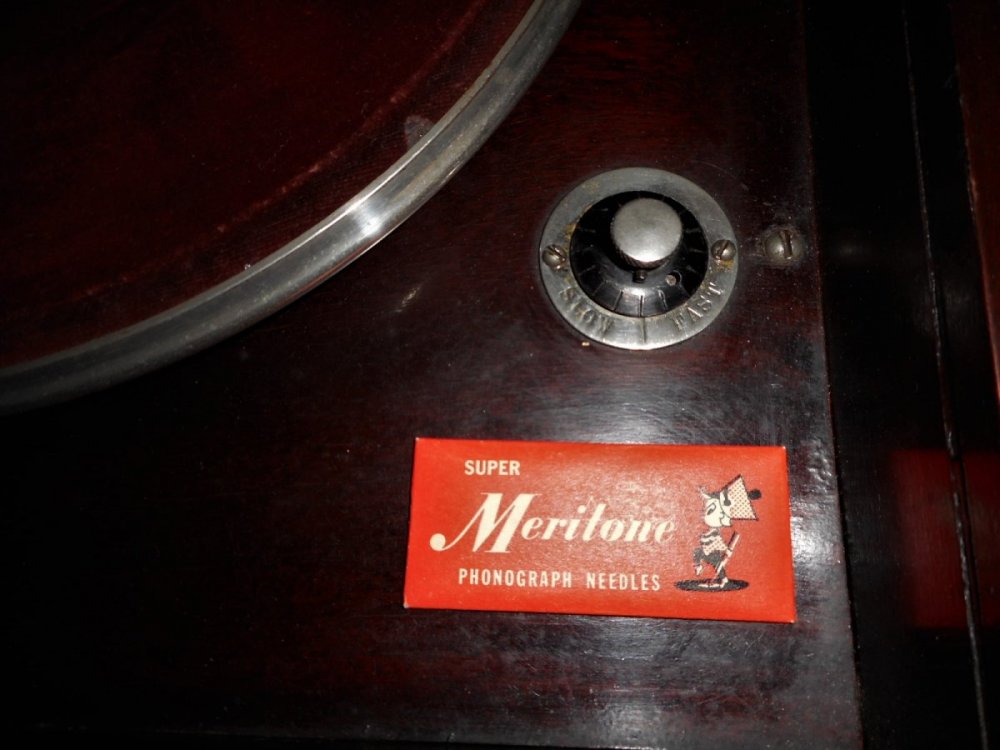 SLOW FAST
SUPER
Meritone
PHONOGRAPH NEEDLES